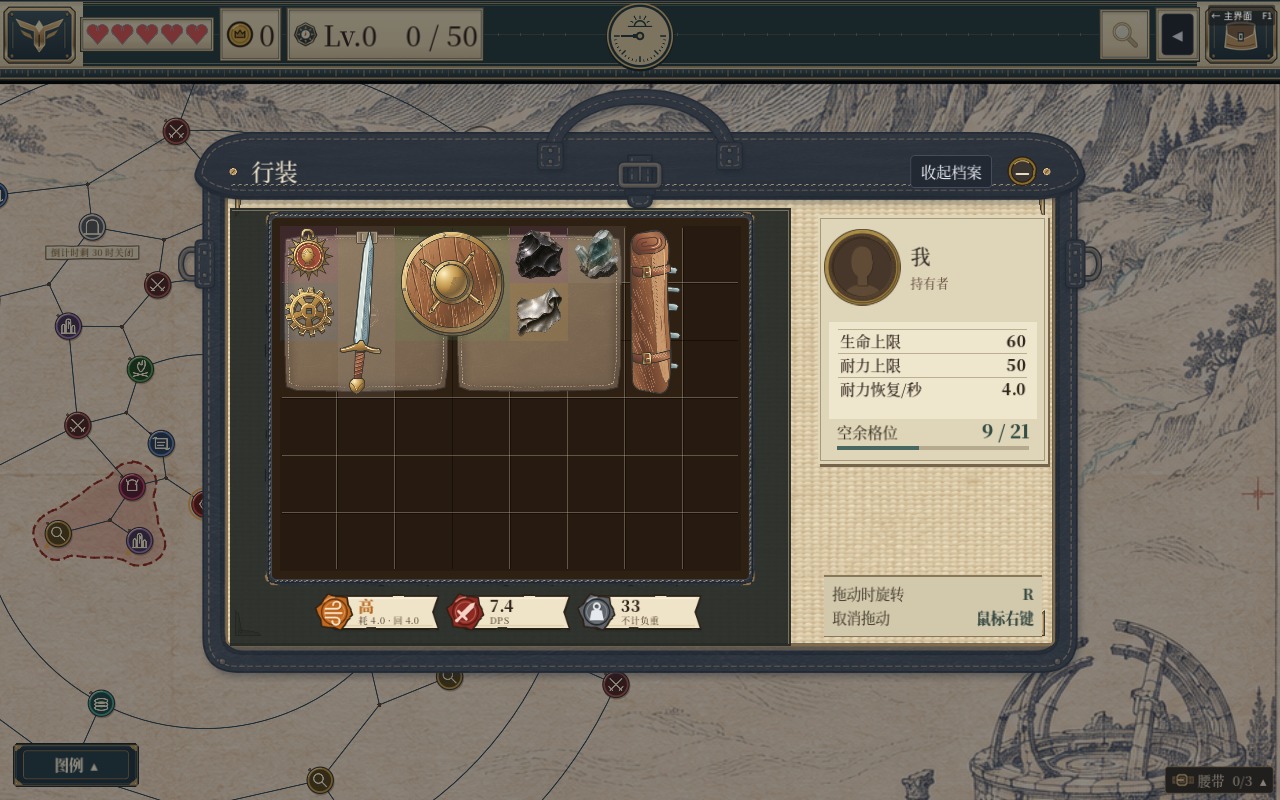 0
Lv.0 0 / 50
← 主界面 F1
行装
收起档案
倒计时剩 30 时关闭
我
持有者
生命上限 60
耐力上限 50
耐力恢复/秒 4.0
空余格位 9 / 21
高
耗 4.0 · 回 4.0
7.4
DPS
33
不计负重
拖动时旋转 R
取消拖动 鼠标右键
图例 ▲
腰带 0/3 ▲